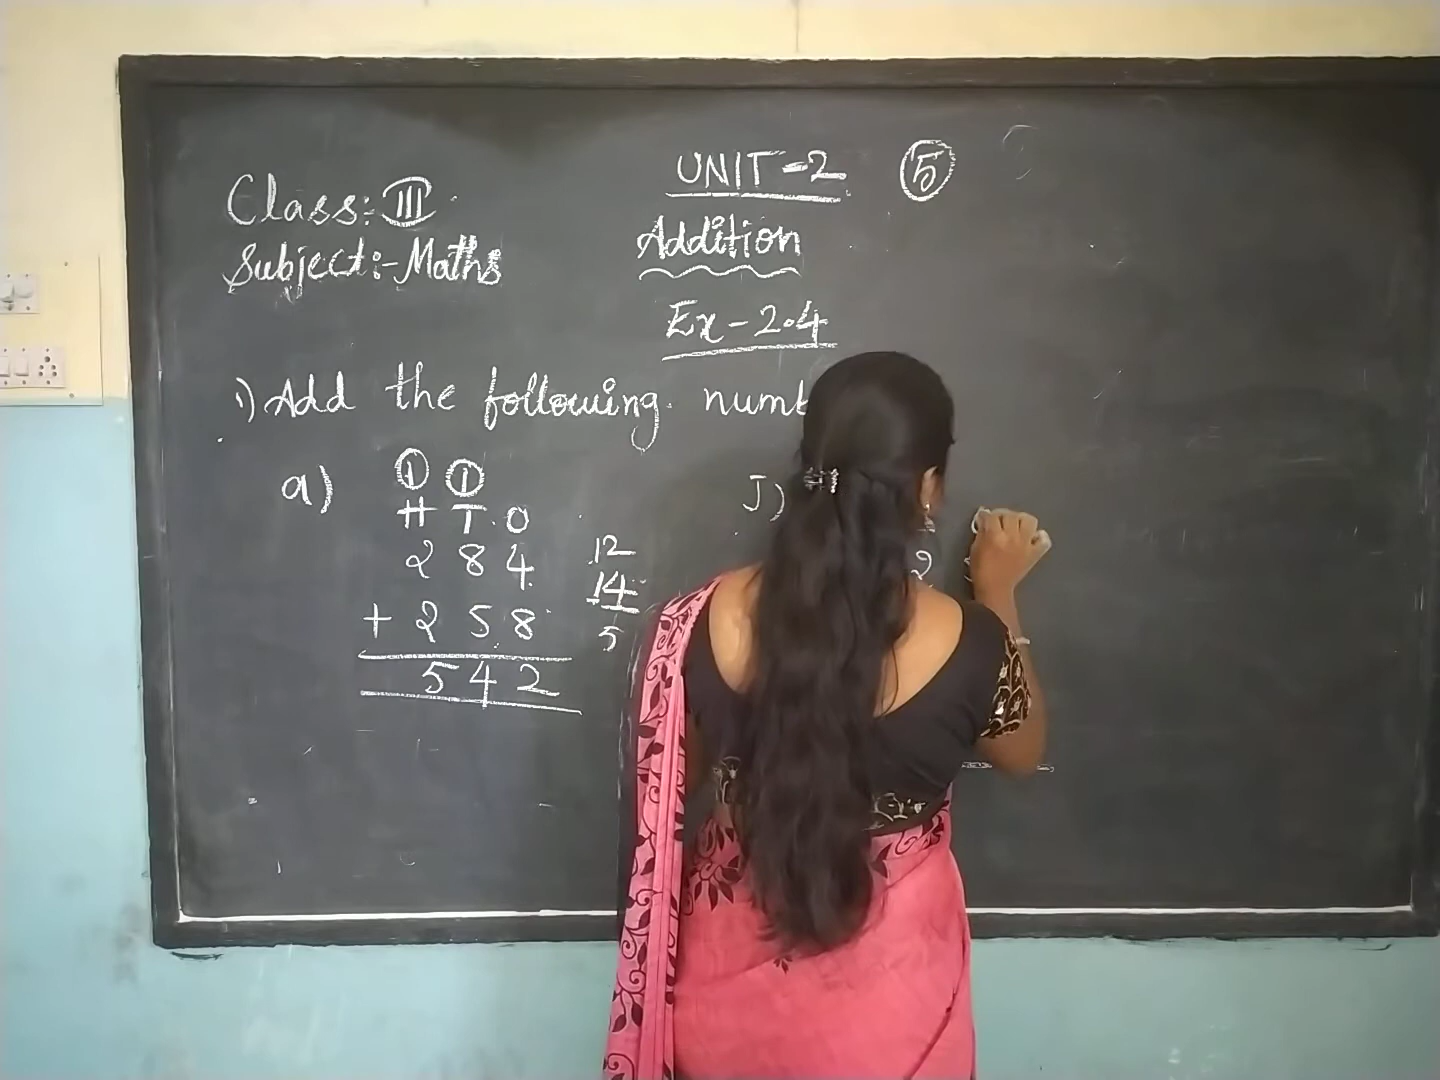 UNIT-2 5
Class:- III
Addition
Subject:- Maths
Ex-2.4
1) Add the following
a) 1 1
H T O
2 8 4
+ 2 5 8
5 4 2
12
14
5
J)
2